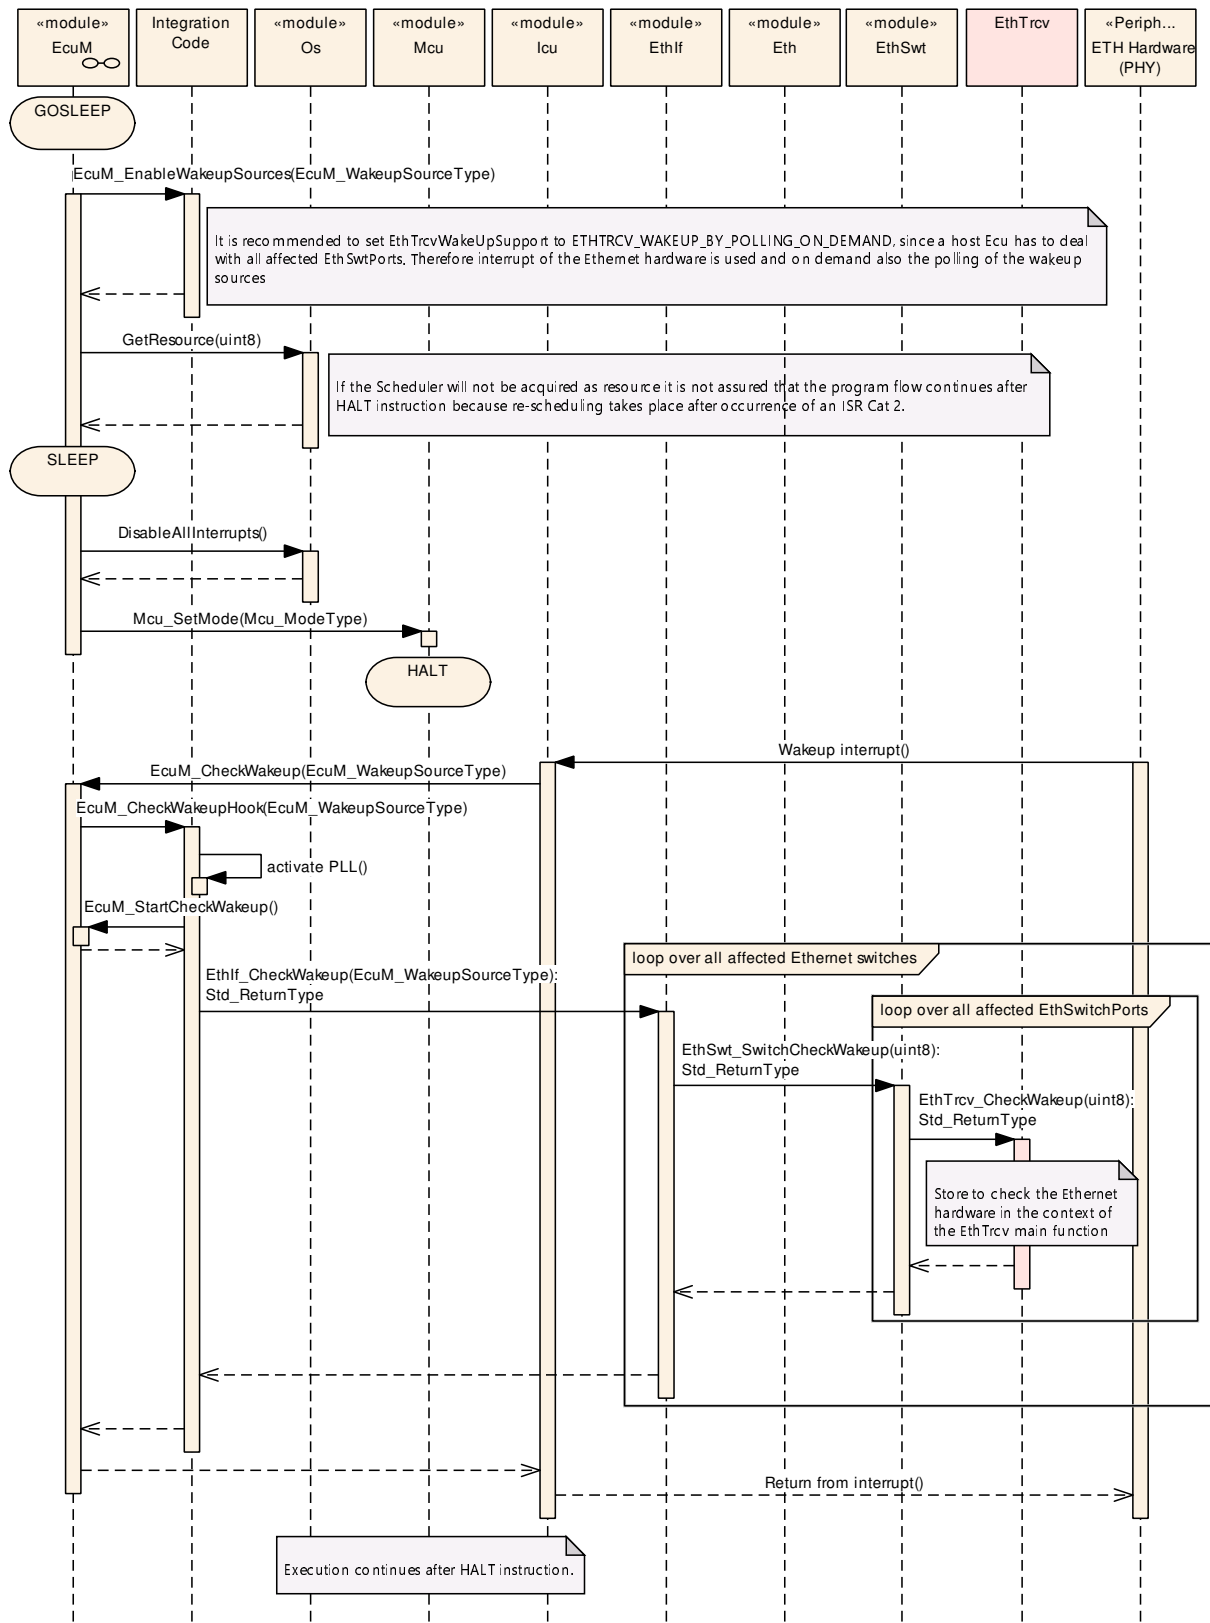 «module»
EcuM
Integration
Code
«module»
Os
«module»
Mcu
«module»
Icu
«module»
EthIf
«module»
Eth
«module»
EthSwt
EthTrcv
«Periph...
ETH Hardware
(PHY)
GOSLEEP
EcuM_EnableWakeupSources(EcuM_WakeupSourceType)
It is recommended to set EthTrcvWakeUpSupport to ETHTRCV_WAKEUP_BY_POLLING_ON_DEMAND, since a host Ecu has to deal
with all affected EthSwtPorts. Therefore interrupt of the Ethernet hardware is used and on demand also the polling of the wakeup
sources
GetResource(uint8)
If the Scheduler will not be acquired as resource it is not assured that the program flow continues after
HALT instruction because re-scheduling takes place after occurrence of an ISR Cat 2.
SLEEP
DisableAllInterrupts()
Mcu_SetMode(Mcu_ModeType)
HALT
Wakeup interrupt()
EcuM_CheckWakeup(EcuM_WakeupSourceType)
EcuM_CheckWakeupHook(EcuM_WakeupSourceType)
activate PLL()
EcuM_StartCheckWakeup()
loop over all affected Ethernet switches
EthIf_CheckWakeup(EcuM_WakeupSourceType):
Std_ReturnType
loop over all affected EthSwitchPorts
EthSwt_SwitchCheckWakeup(uint8):
Std_ReturnType
EthTrcv_CheckWakeup(uint8):
Std_ReturnType
Store to check the Ethernet
hardware in the context of
the EthTrcv main function
Return from interrupt()
Execution continues after HALT instruction.